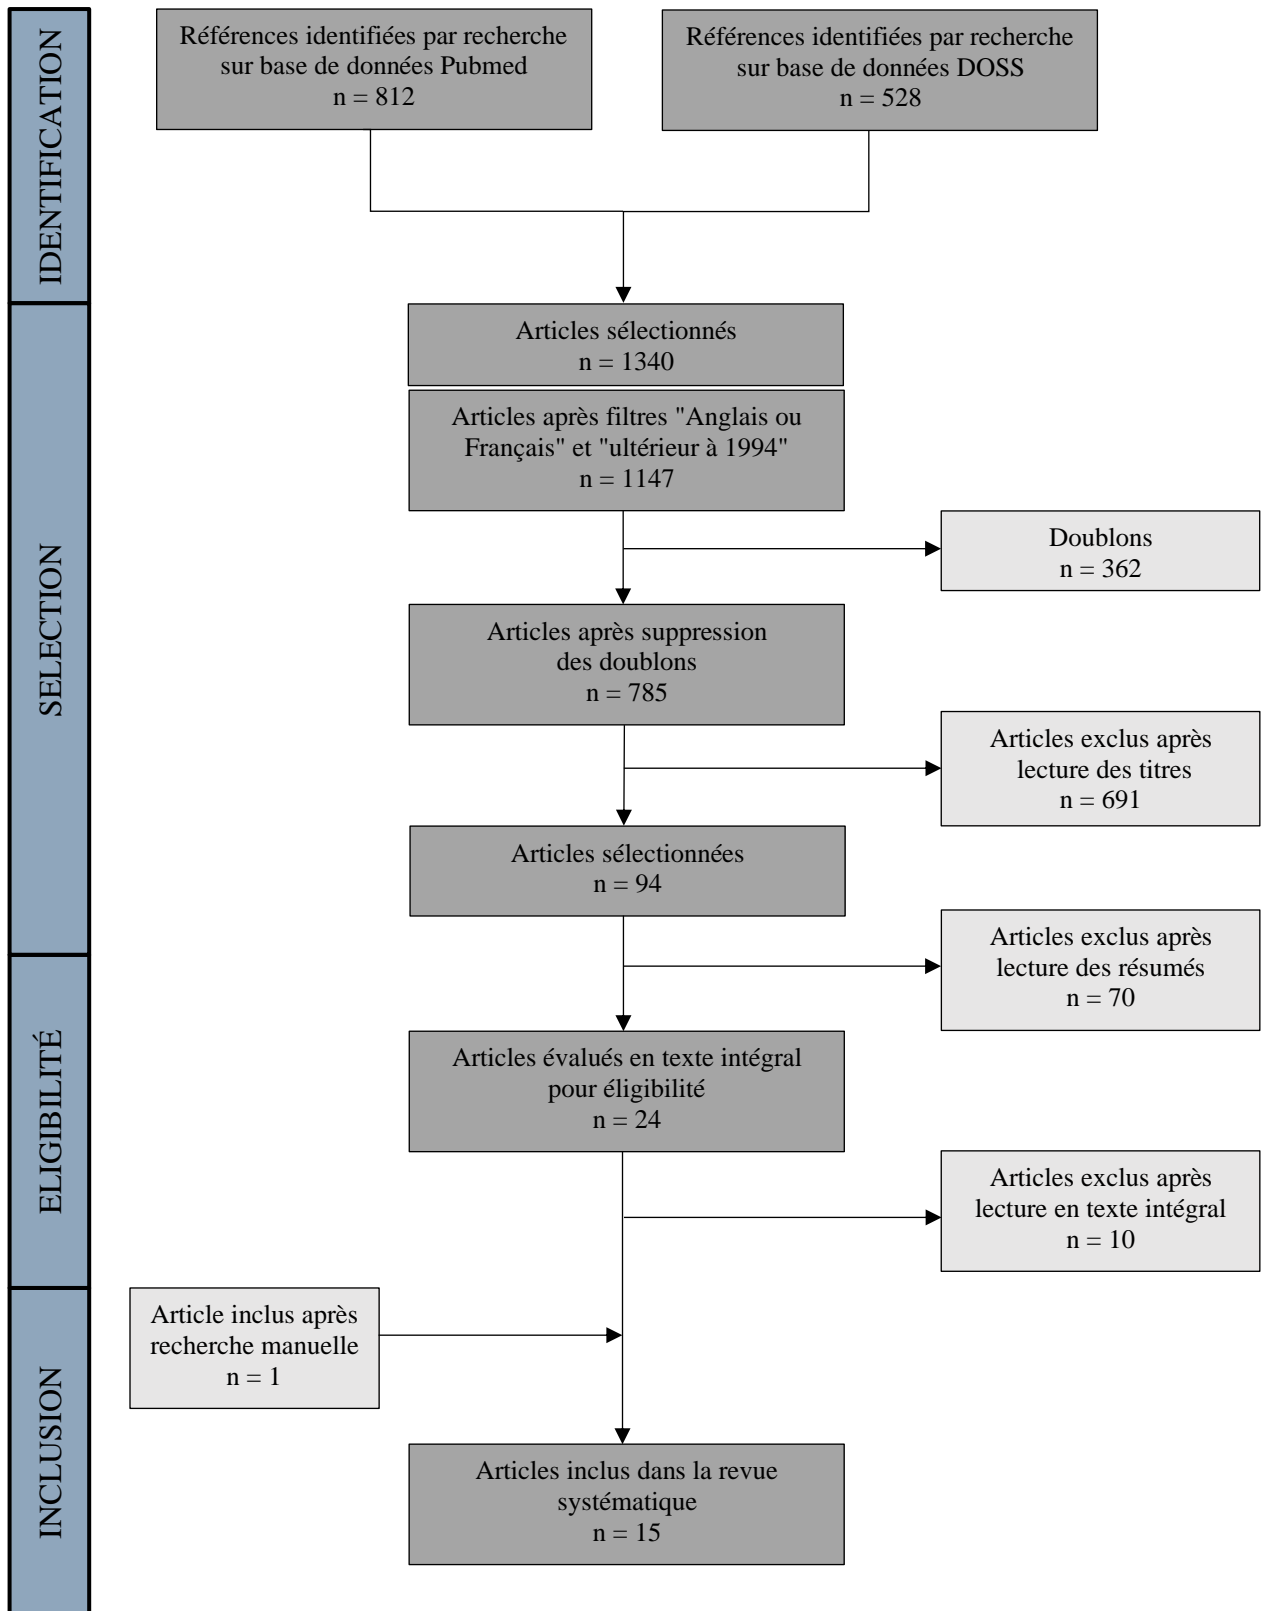 IDENTIFICATION
Références identifiées par recherche
sur base de données Pubmed
n = 812
Références identifiées par recherche
sur base de données DOSS
n = 528
SELECTION
Articles sélectionnés
n = 1340
Articles après filtres "Anglais ou
Français" et "ultérieur à 1994"
n = 1147
Doublons
n = 362
Articles après suppression
des doublons
n = 785
Articles exclus après
lecture des titres
n = 691
Articles sélectionnées
n = 94
Articles exclus après
lecture des résumés
n = 70
ELIGIBILITÉ
Articles évalués en texte intégral
pour éligibilité
n = 24
Articles exclus après
lecture en texte intégral
n = 10
INCLUSION
Article inclus après
recherche manuelle
n = 1
Articles inclus dans la revue
systématique
n = 15